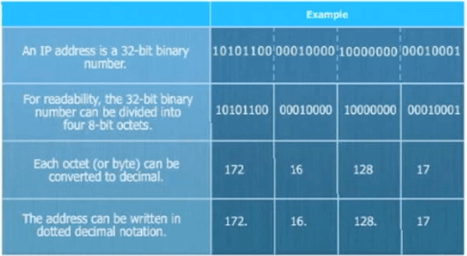 Example
An IP address is a 32-bit binary
number.
10101100 00010000 10000000 00010001
For readability, the 32-bit binary
number can be divided into
four 8-bit octets.
10101100 00010000 10000000 00010001
Each octet (or byte) can be
converted to decimal.
172 16 128 17
The address can be written in
dotted decimal notation.
172. 16. 128. 17